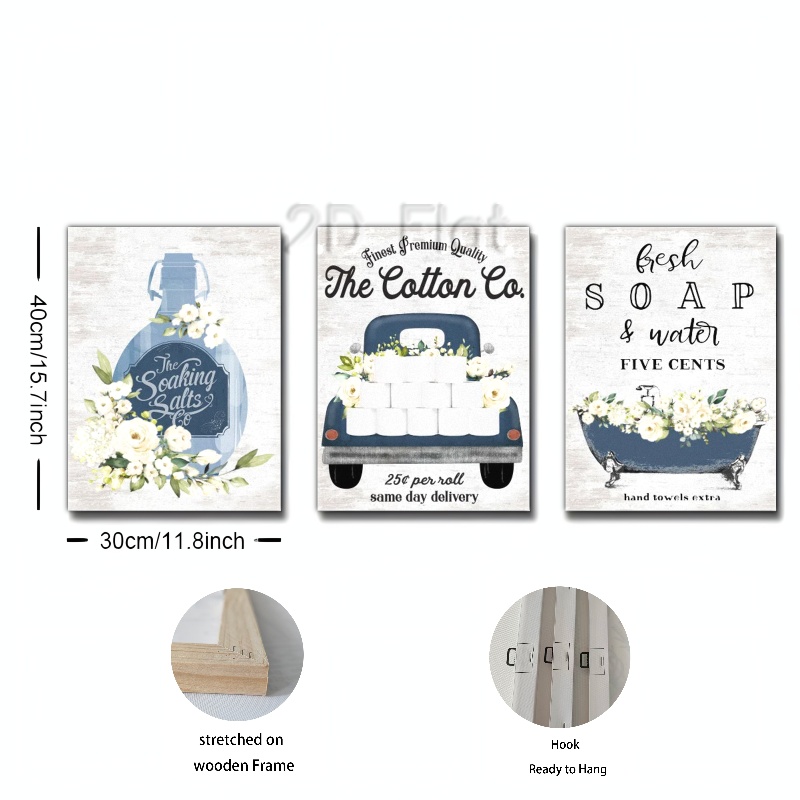 2D Flat
40cm/15.7inch
30cm/11.8inch
The
Soaking
Salts
Co
Finest Premium Quality
The Cotton Co.
25¢ per roll
same day delivery
fresh
SOAP
& water
FIVE CENTS
hand towels extra
stretched on
wooden Frame
Hook
Ready to Hang